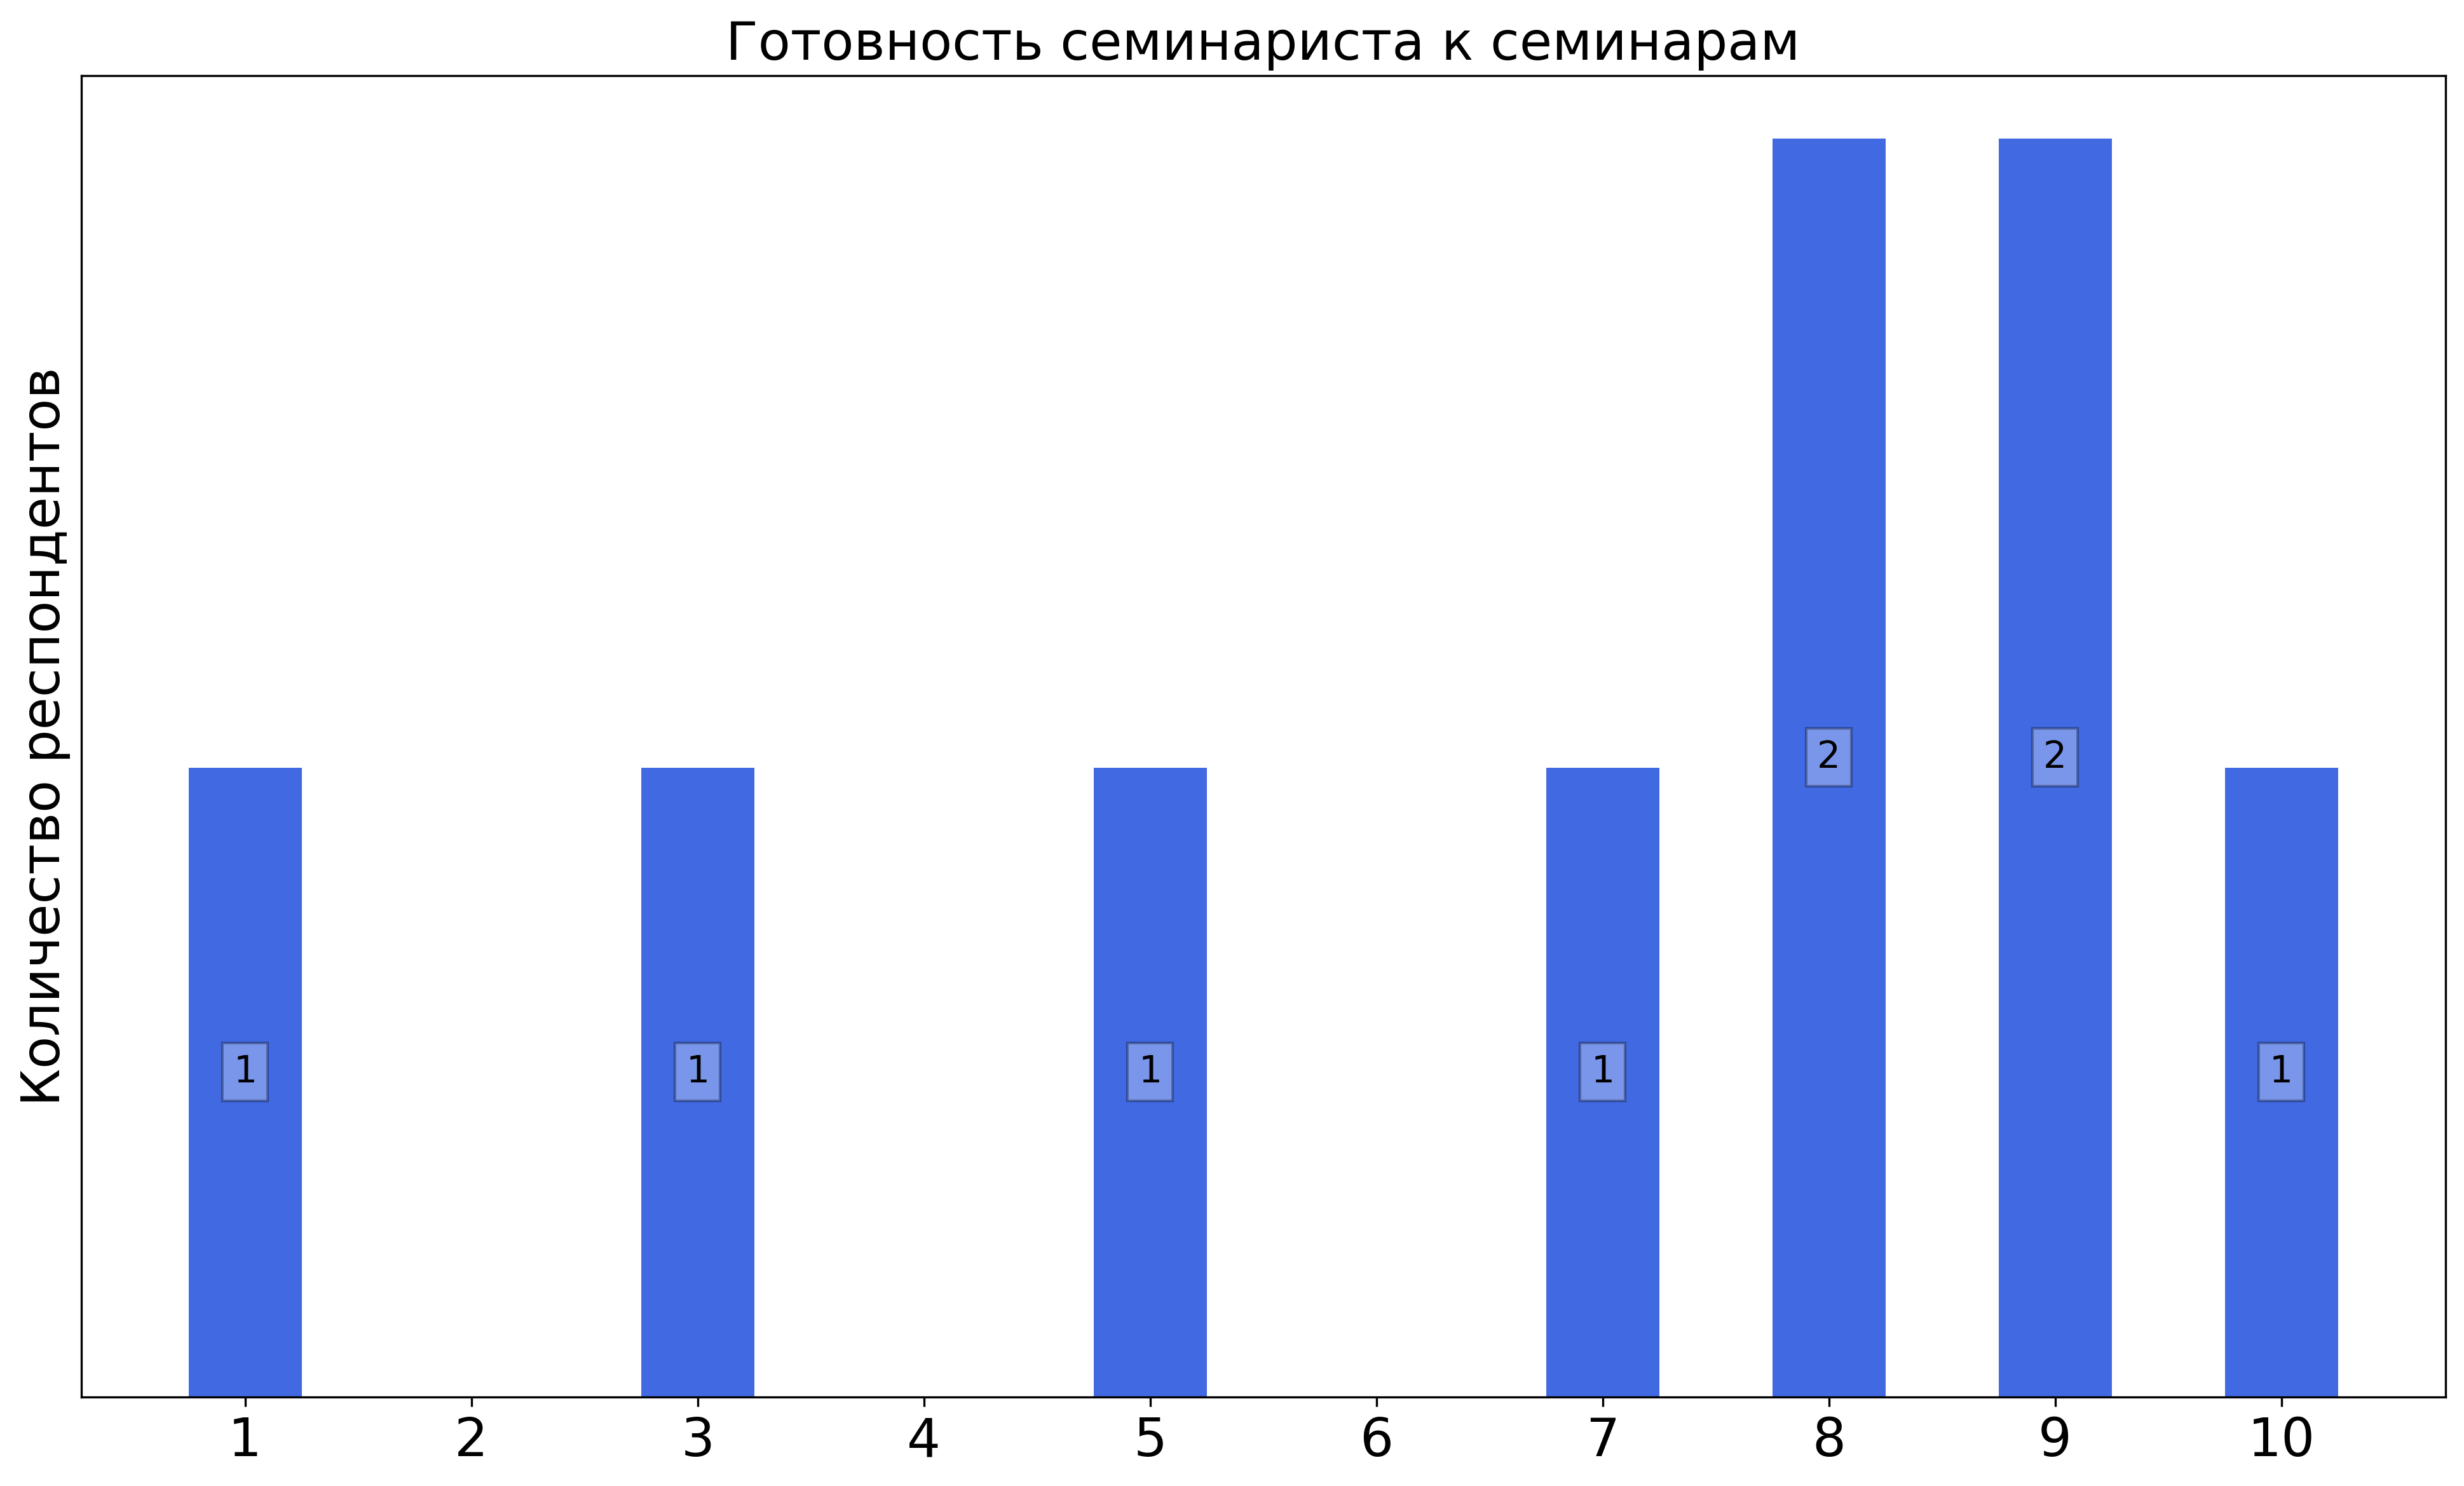 Готовность семинариста к семинарам
Количество респондентов
2 2
1 1 1 1 1
1 2 3 4 5 6 7 8 9 10